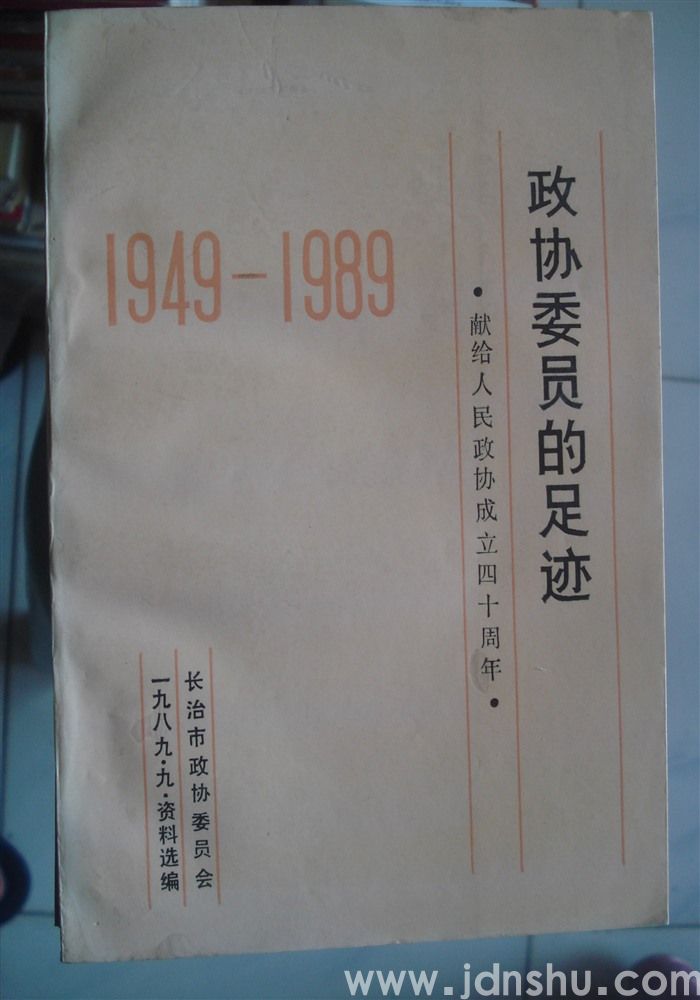 政协委员的足迹
·献给人民政协成立四十周年·
1949-1989
长治市政协委员会
一九八九·九·资料选编
www.jdnshu.com